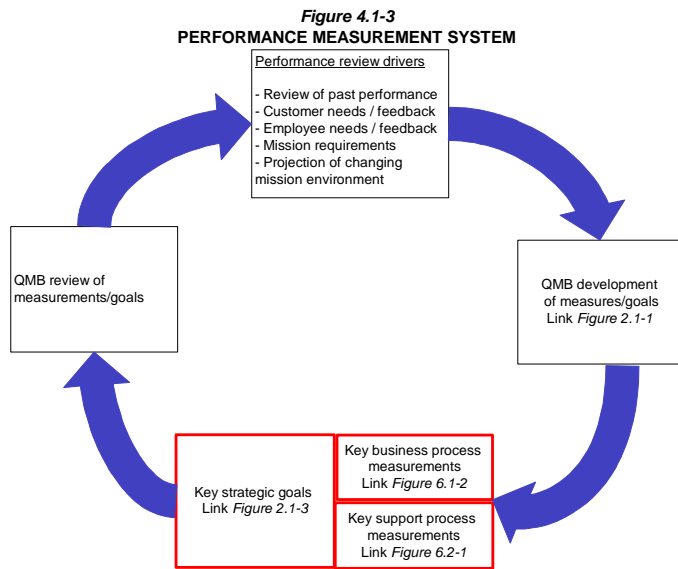 Figure 4.1-3
PERFORMANCE MEASUREMENT SYSTEM
Performance review drivers
- Review of past performance
- Customer needs / feedback
- Employee needs / feedback
- Mission requirements
- Projection of changing
mission environment
QMB review of
measurements/goals
QMB development
of measures/goals
Link Figure 2.1-1
Key strategic goals
Link Figure 2.1-3
Key business process
measurements
Link Figure 6.1-2
Key support process
measurements
Link Figure 6.2-1